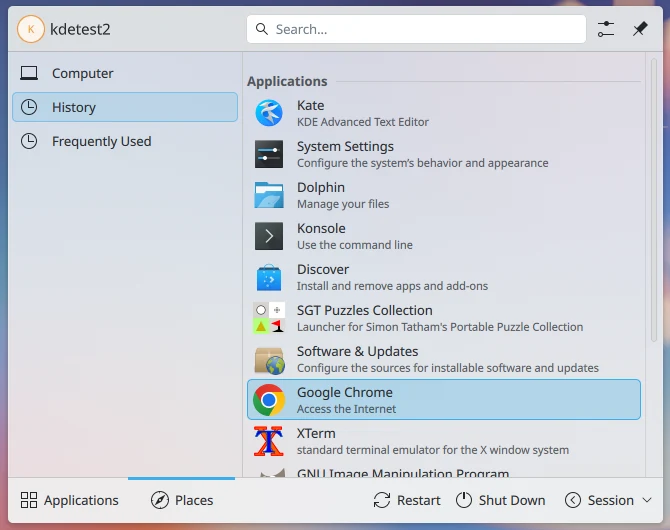 K kdetest2
Search...
Computer
History
Frequently Used
Applications
Kate
KDE Advanced Text Editor
System Settings
Configure the system's behavior and appearance
Dolphin
Manage your files
Konsole
Use the command line
Discover
Install and remove apps and add-ons
SGT Puzzles Collection
Launcher for Simon Tatham's Portable Puzzle Collection
Software & Updates
Configure the sources for installable software and updates
Google Chrome
Access the Internet
XTerm
standard terminal emulator for the X window system
GNU Image Manipulation Program
Applications Places Restart Shut Down Session